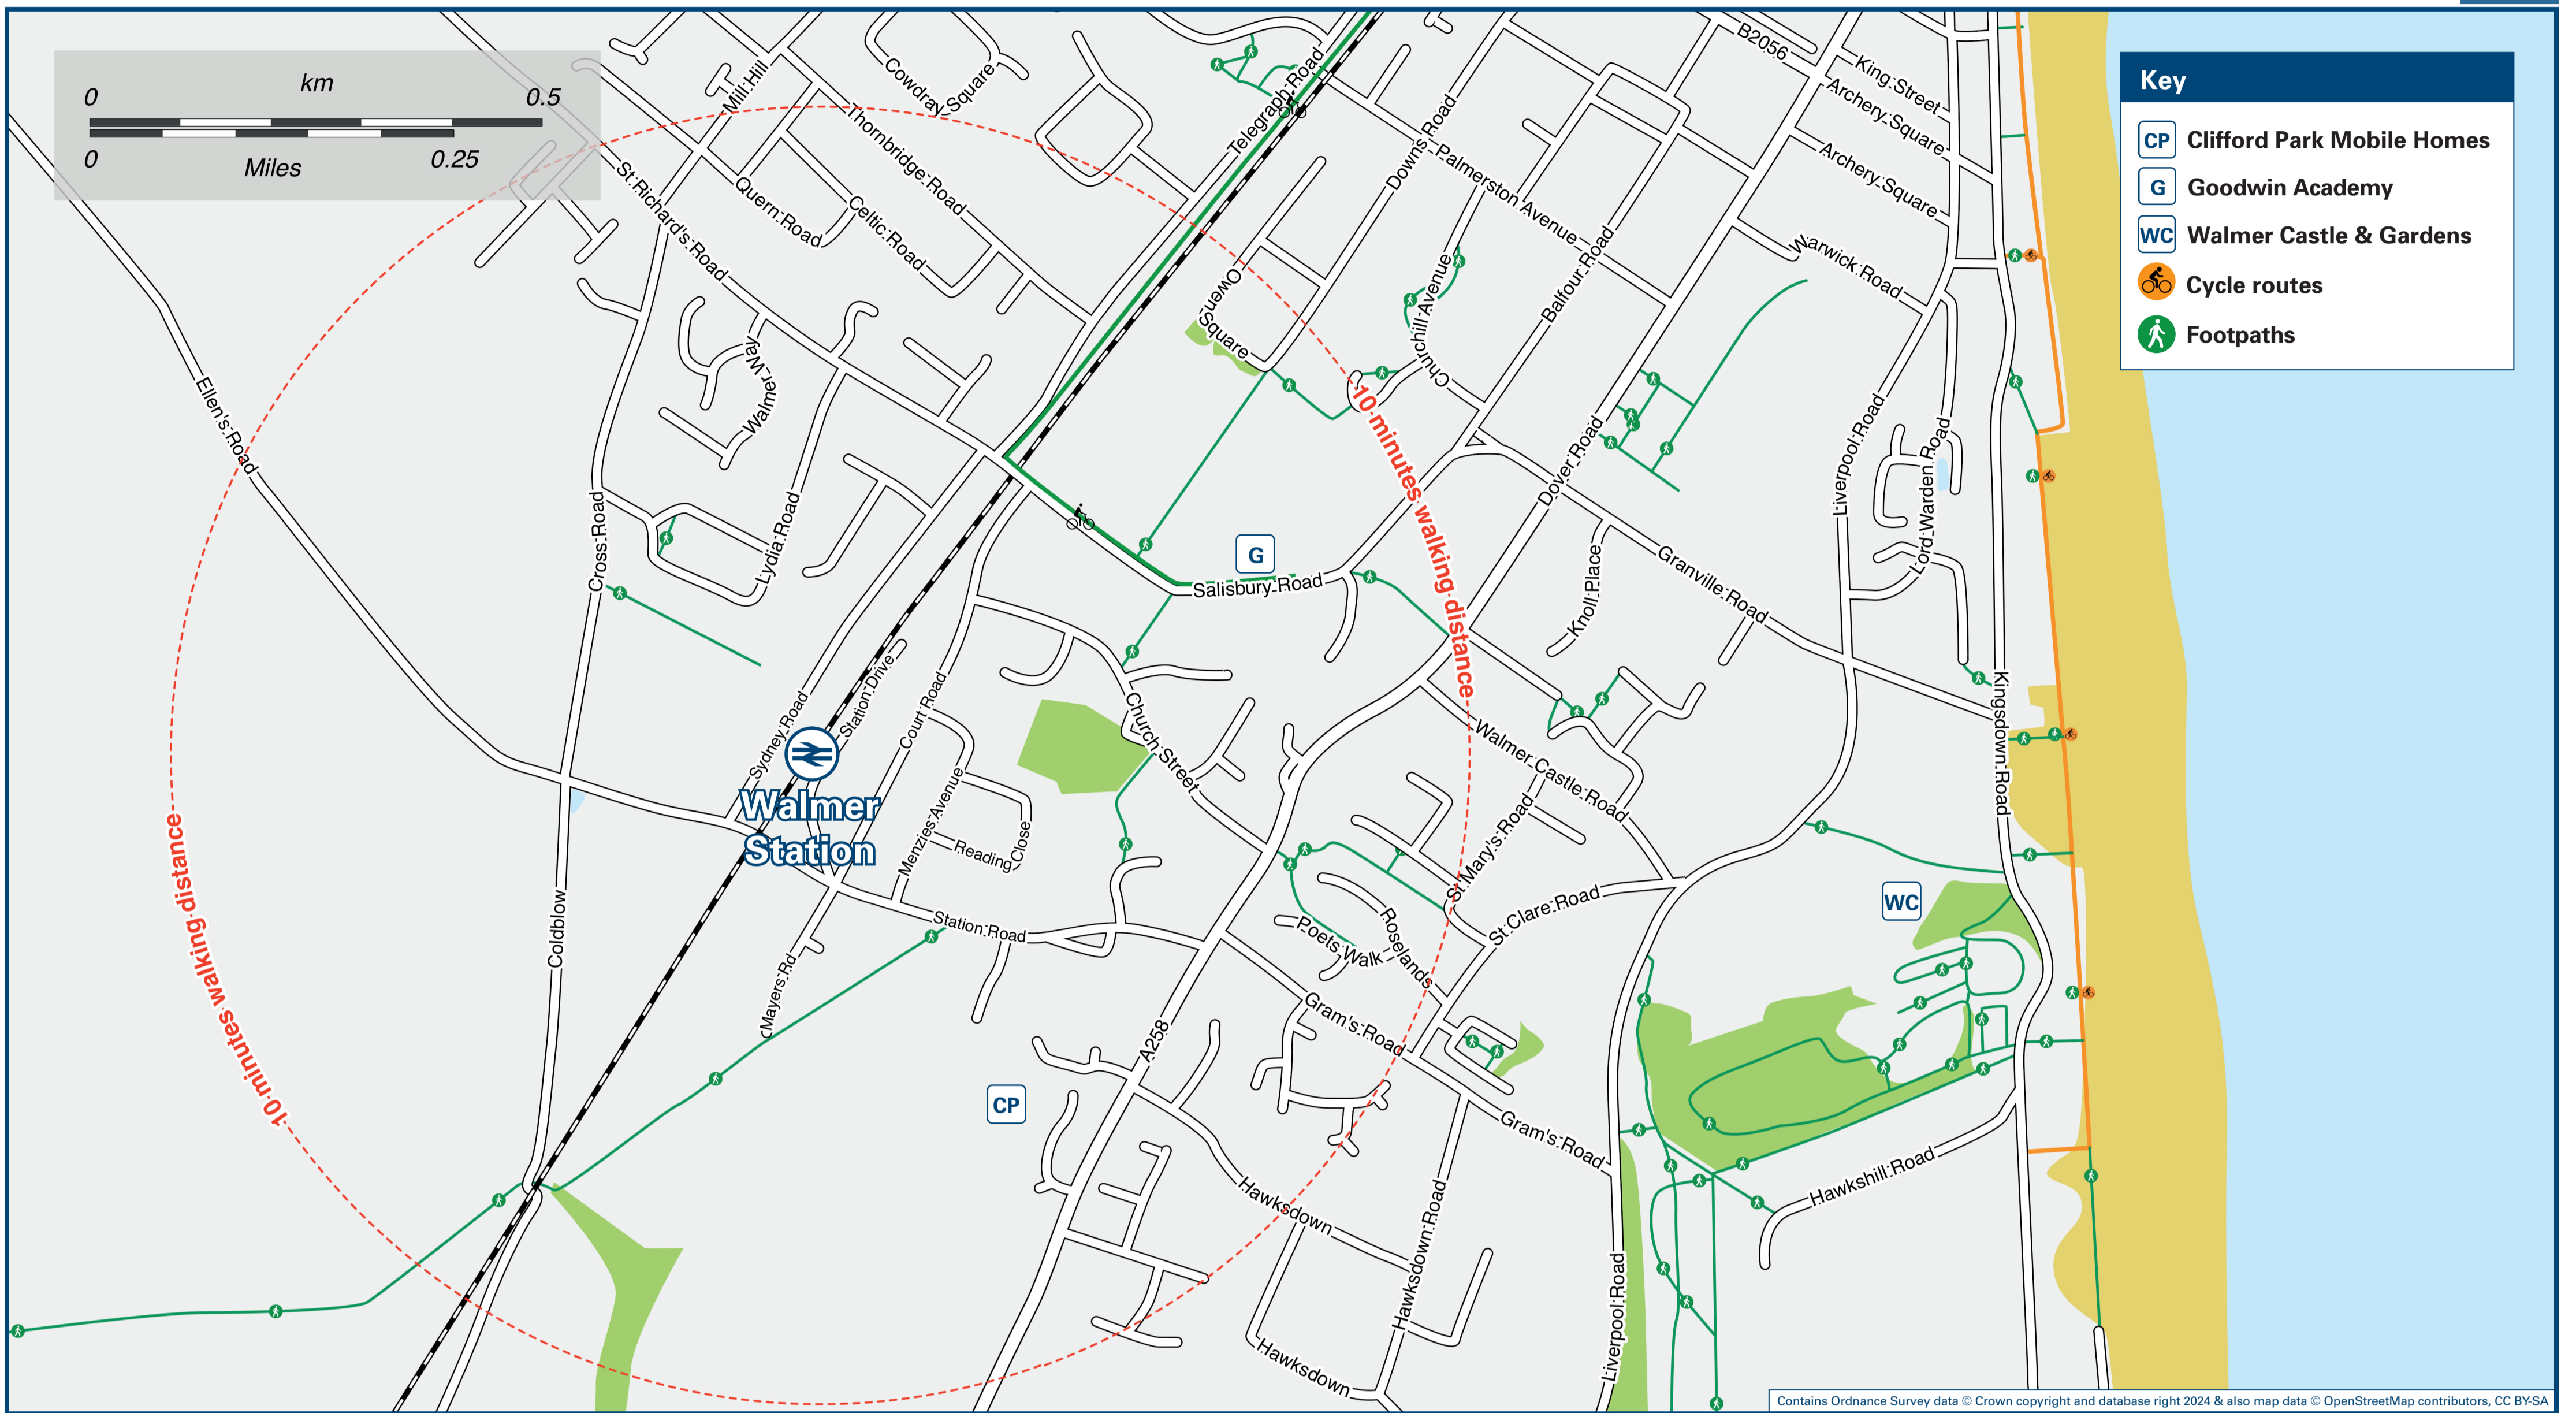 km
0 0.5
0 0.25
Miles
Key
CP Clifford Park Mobile Homes
G Goodwin Academy
WC Walmer Castle & Gardens
Cycle routes
Footpaths
B2056
King Street
Archery Square
Archery Square
Cowdray Square
Mill Hill
Telegraph Road
Thornbridge Road
St Richard's Road
Quern Road
Celtic Road
Downs Road
Palmerston Avenue
Warwick Road
Owen
Square
Balfour Road
Churchill Avenue
Church
Walmer Way
Walmer
Ellen's Road
10 minutes walking distance
Dover Road
Liverpool Road
Lord Warden Road
Cross Road
Lydia Road
G
Salisbury Road
Knoll Place
Granville Road
Station Drive
Sydney Road
Court Road
Church Street
Kingsdown Road
Walmer Castle Road
Walmer
Station
Menzies Avenue
Reading Close
St Mary's Road
10 minutes walking distance
Coldblow
Station Road
St Clare Road
WC
Poets Walk
Roselands
Mayers Rd
Gram's Road
A258
CP
Gram's Road
Hawksdown
Hawkshill Road
Hawksdown Road
Liverpool Road
Hawksdown
Contains Ordnance Survey data © Crown copyright and database right 2024 & also map data © OpenStreetMap contributors, CC BY-SA